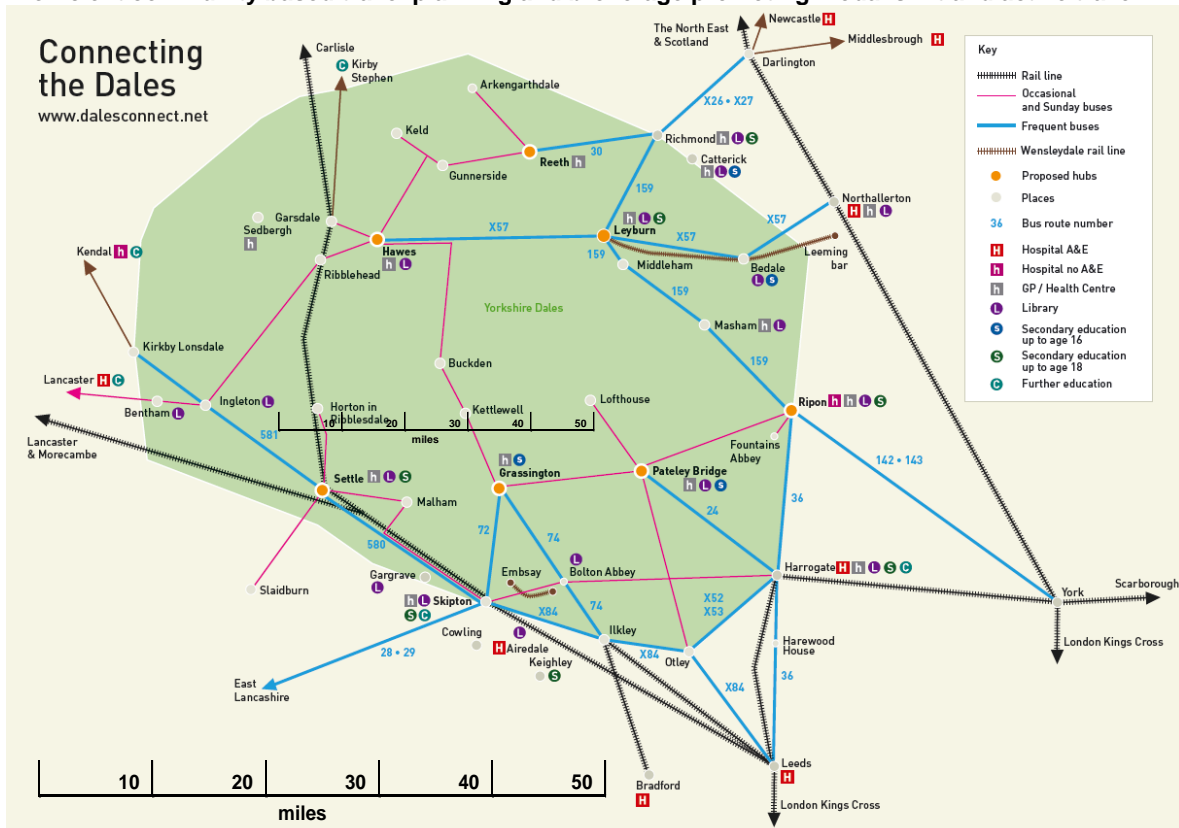 Connecting
the Dales
www.dalesconnect.net
Carlisle
C Kirby
Stephen
The North East
& Scotland
Newcastle H
Middlesbrough H
Darlington
Key
Rail line
Occasional
and Sunday buses
Frequent buses
Wensleydale rail line
Proposed hubs
Places
36 Bus route number
H Hospital A&E
h Hospital no A&E
h GP / Health Centre
L Library
S Secondary education
up to age 16
S Secondary education
up to age 18
C Further education
Arkengarthdale
X26 • X27
Keld
Reeth h
30
Richmond h L S
Gunnerside
Catterick
h L S
159
Northallerton
H h L
Garsdale
Sedbergh
h
h L S
Leyburn
X57
X57
X57
Kendal h C
Hawes
h L
Ribblehead
159
Middleham
Bedale
L S
Leeming
bar
159
Yorkshire Dales
Masham h L
Kirkby Lonsdale
159
Buckden
Lancaster H C
Bentham L
Ingleton L
Lofthouse
Ripon h h L S
Horton in
Ribblesdale
Kettlewell
10 20 30 40 50
miles
581
Lancaster
& Morecambe
Fountains
Abbey
142 • 143
Settle h L S
h S
Grassington
Pateley Bridge
h L S
Malham
36
24
72
74
580
L
Bolton Abbey
Embsay
Harrogate H h L S C
Gargrave
L
Slaidburn
h L Skipton
S C
X52
X53
York
Scarborough
X84
74
Ilkley
Cowling
L
H Airedale
Keighley
S
X84
Otley
Harewood
House
London Kings Cross
28 • 29
East
Lancashire
X84
36
Leeds
H
Bradford
H
London Kings Cross
10 20 30 40 50
miles